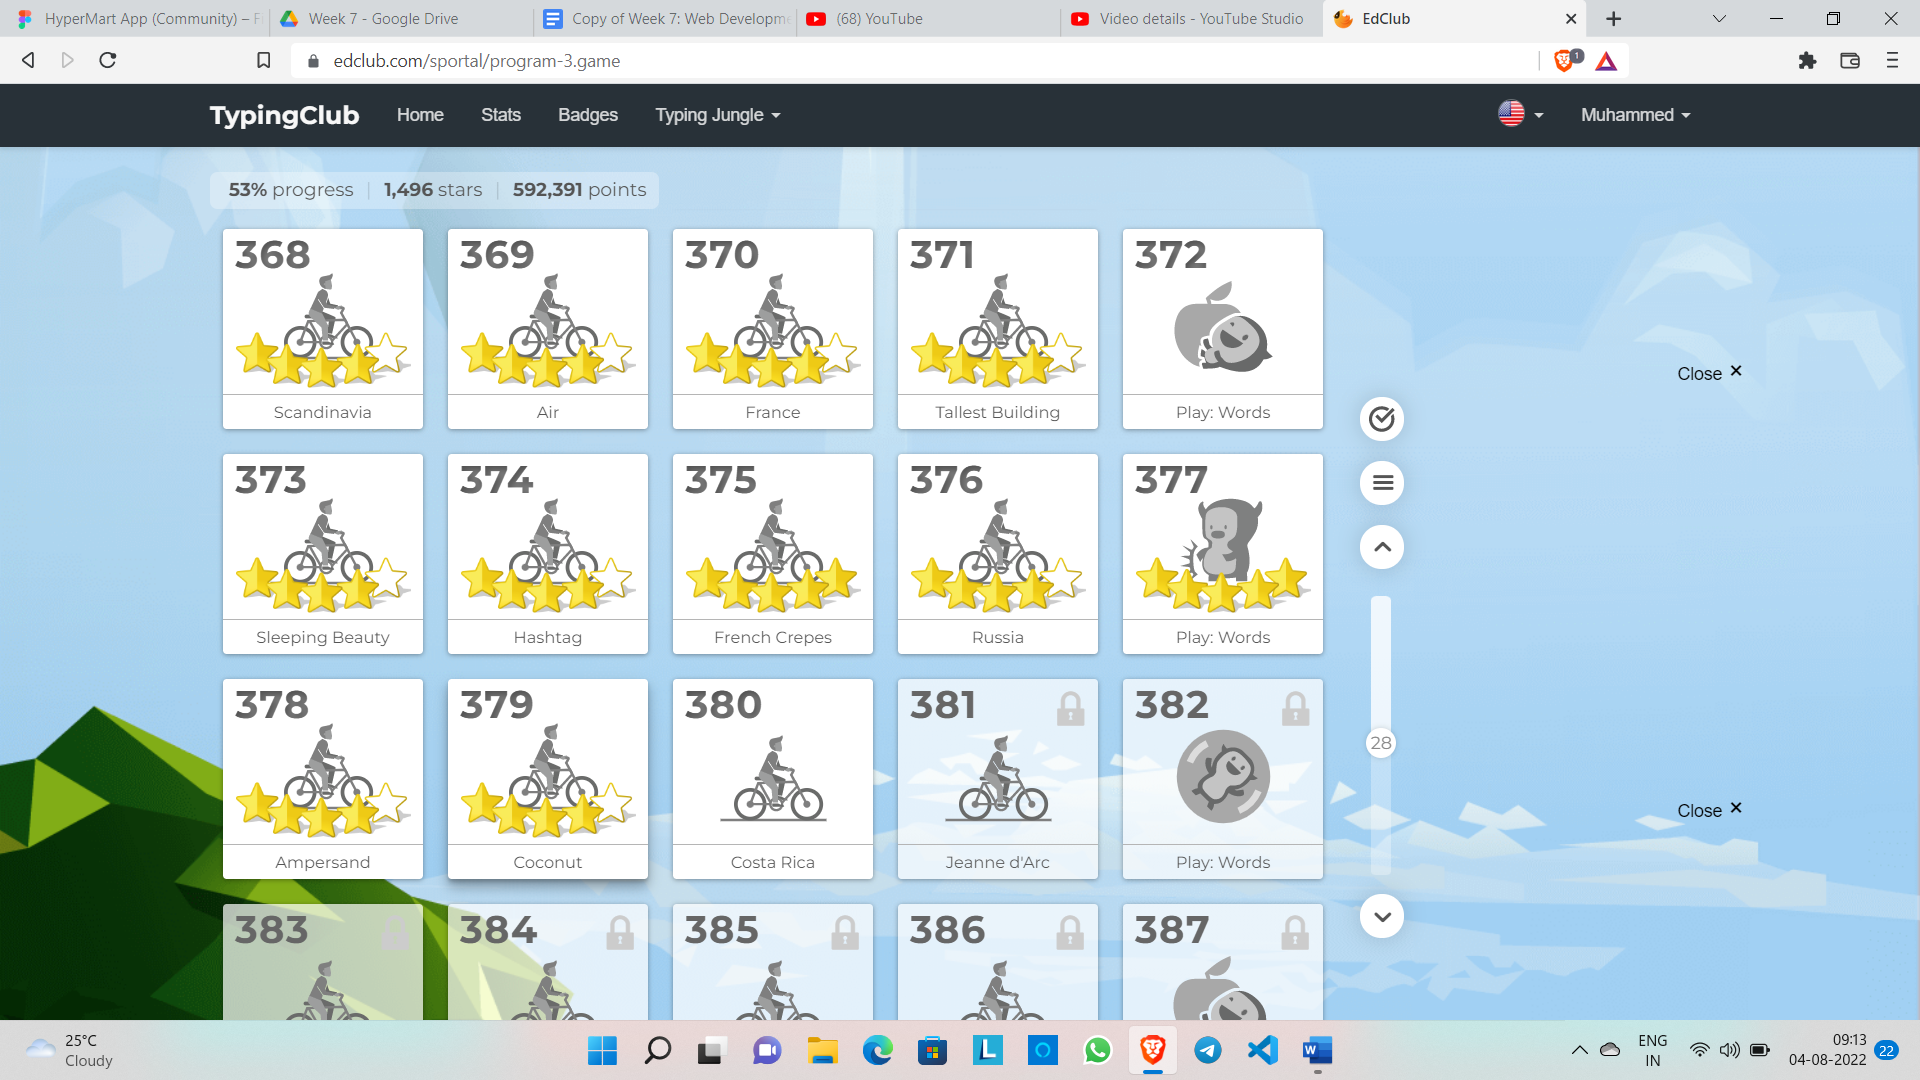 HyperMart App (Community) – Fi
Week 7 - Google Drive
Copy of Week 7: Web Developme
(68) YouTube
Video details - YouTube Studio
EdClub
edclub.com/sportal/program-3.game
1
TypingClub
Home
Stats
Badges
Typing Jungle
Muhammed
53% progress
1,496 stars
592,391 points
368
369
370
371
372
Scandinavia
Air
France
Tallest Building
Play: Words
Close
373
374
375
376
377
Sleeping Beauty
Hashtag
French Crepes
Russia
Play: Words
378
379
380
381
382
28
Close
Ampersand
Coconut
Costa Rica
Jeanne d'Arc
Play: Words
383
384
385
386
387
25°C
Cloudy
L
W
ENG
IN
09:13
04-08-2022
22